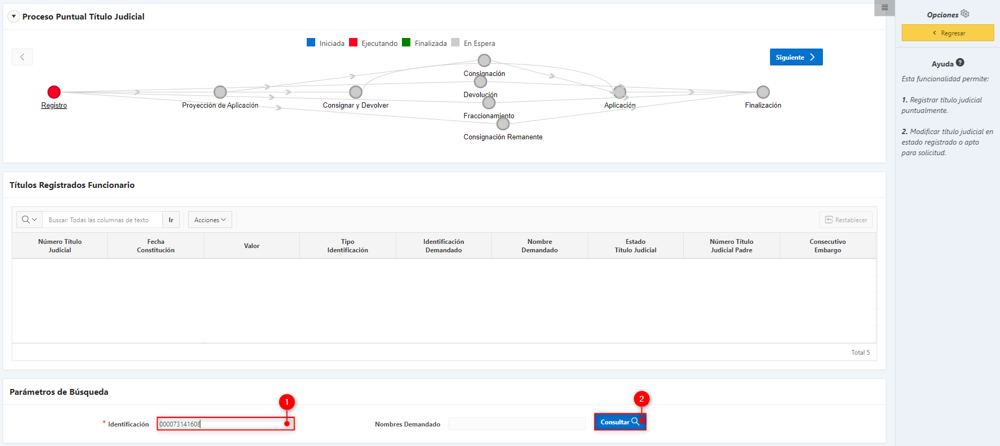 Proceso Puntual Título Judicial
Iniciada Ejecutando Finalizada En Espera
Siguiente
Consignación
Devolución
Registro Proyección de Aplicación Consignar y Devolver Aplicación Finalización
Fraccionamiento
Consignación Remanente
Títulos Registrados Funcionario
Buscar: Todas las columnas de texto Ir Acciones Restablecer
Número Título Judicial Fecha Constitución Valor Tipo Identificación Identificación Demandado Nombre Demandado Estado Título Judicial Número Título Judicial Padre Consecutivo Embargo
Total 5
Parámetros de Búsqueda
1 2
* Identificación 000073141608 Nombres Demandado Consultar
Opciones
Regresar
Ayuda ?
Esta funcionalidad permite:
1. Registrar título judicial
puntualmente.
2. Modificar título judicial en
estado registrado o apto
para solicitud.